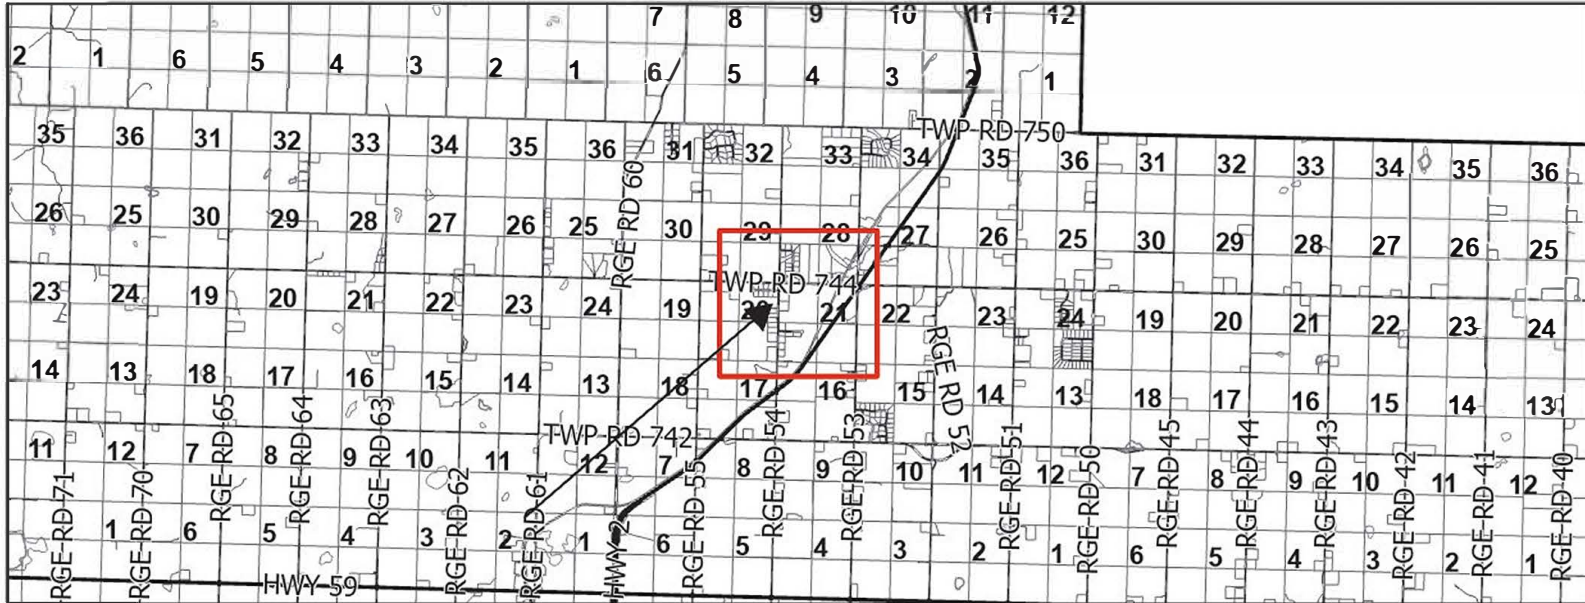 7 8 9 10 11 12
2 1 6 5 4 3 2 1 6 5 4 3 2 1
TWP RD 750
35 36 31 32 33 34 35 36 31 32 33 34 35 36 31 32 33 34 35 36
RGE RD 60
26 25 30 29 28 27 26 25 30 29 28 27 26 25 30 29 28 27 26 25
TWP RD 744
23 24 19 20 21 22 23 24 19 20 21 22 23 24 19 20 21 22 23 24
14 13 18 17 16 15 14 13 18 17 16 15 14 13 18 17 16 15 14 13
RGE RD 52
TWP RD 742
11 12 7 8 9 10 11 12 7 8 9 10 11 12 7 8 9 10 11 12
RGE RD 71
RGE RD 70
RGE RD 65
RGE RD 64
RGE RD 63
RGE RD 62
RGE RD 61
HWY 2
RGE RD 55
RGE RD 54
RGE RD 53
RGE RD 51
RGE RD 50
RGE RD 45
RGE RD 44
RGE RD 43
RGE RD 42
RGE RD 41
RGE RD 40
1 6 5 4 3 2 1 6 5 4 3 2 1 6 5 4 3 2 1
HWY 59